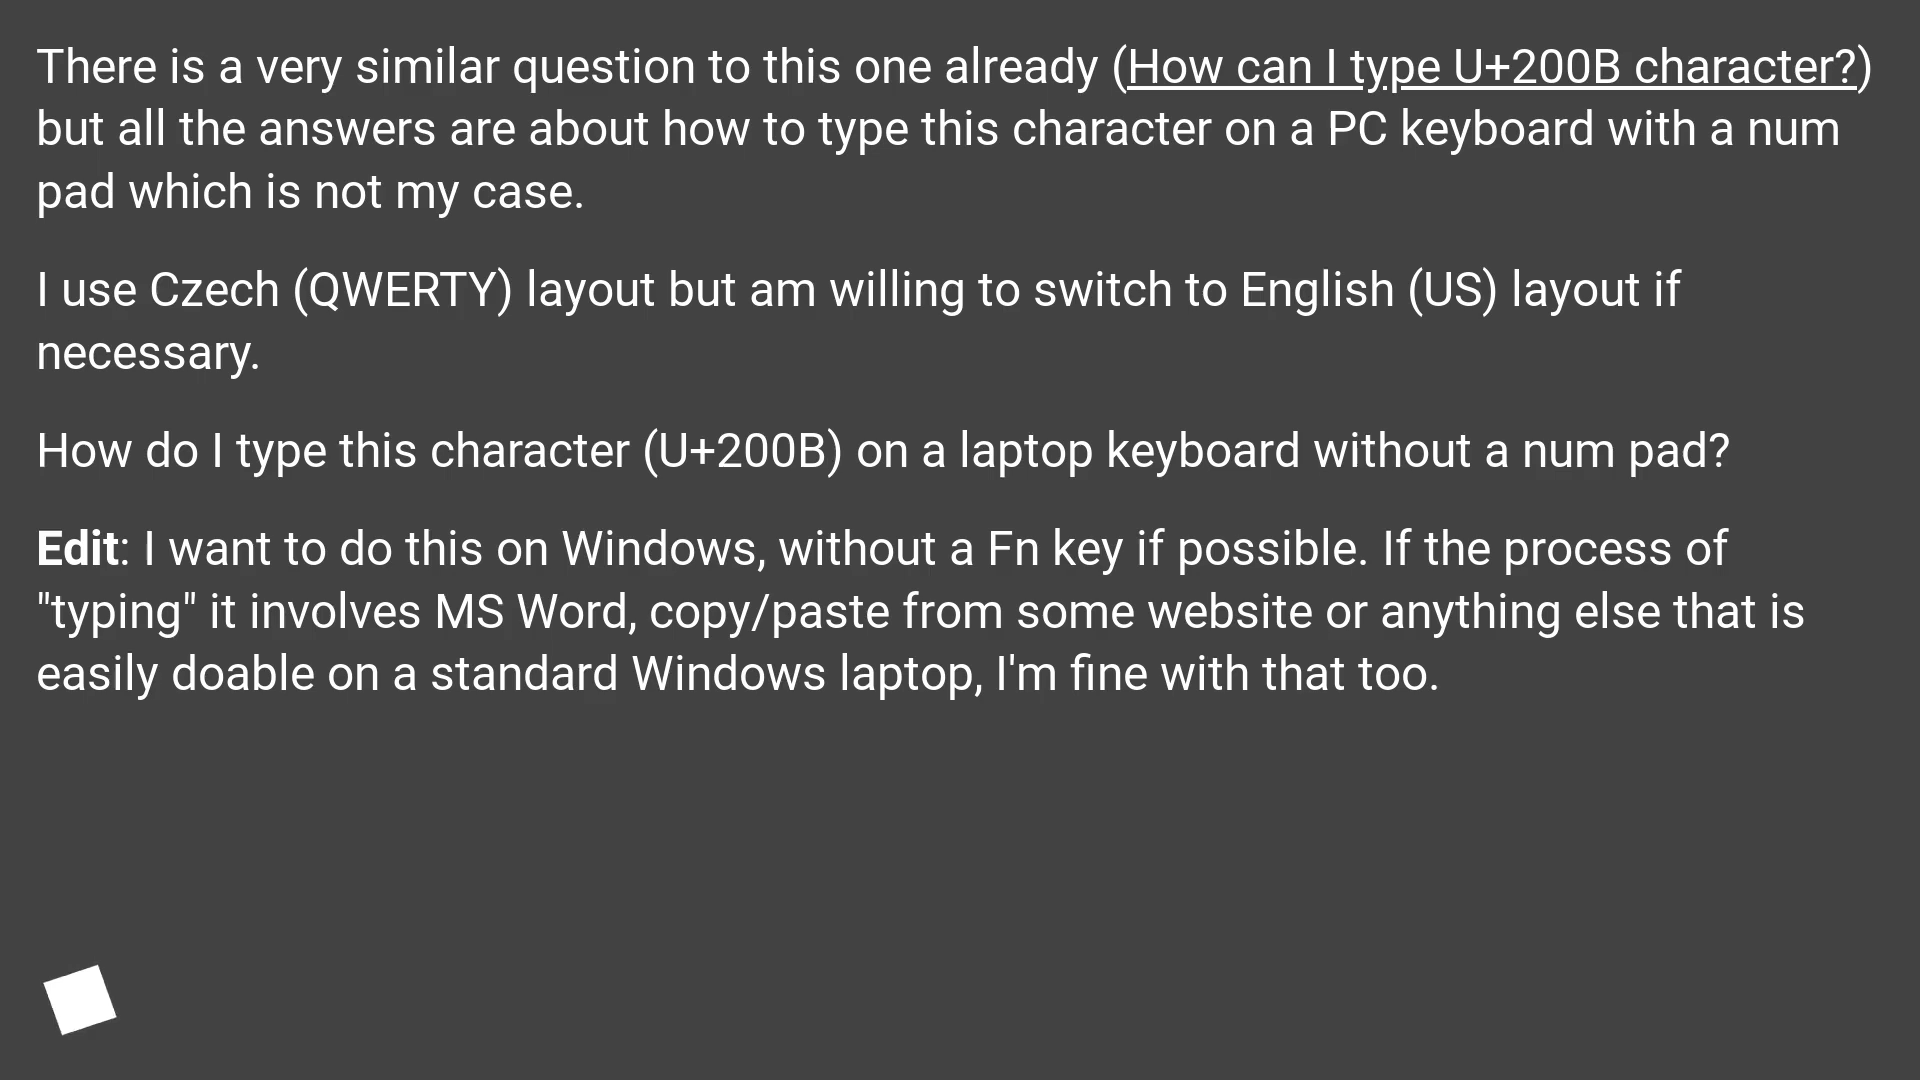 There is a very similar question to this one already (How can I type U+200B character?)
but all the answers are about how to type this character on a PC keyboard with a num
pad which is not my case.
I use Czech (QWERTY) layout but am willing to switch to English (US) layout if
necessary.
How do I type this character (U+200B) on a laptop keyboard without a num pad?
Edit: I want to do this on Windows, without a Fn key if possible. If the process of
"typing" it involves MS Word, copy/paste from some website or anything else that is
easily doable on a standard Windows laptop, I'm fine with that too.